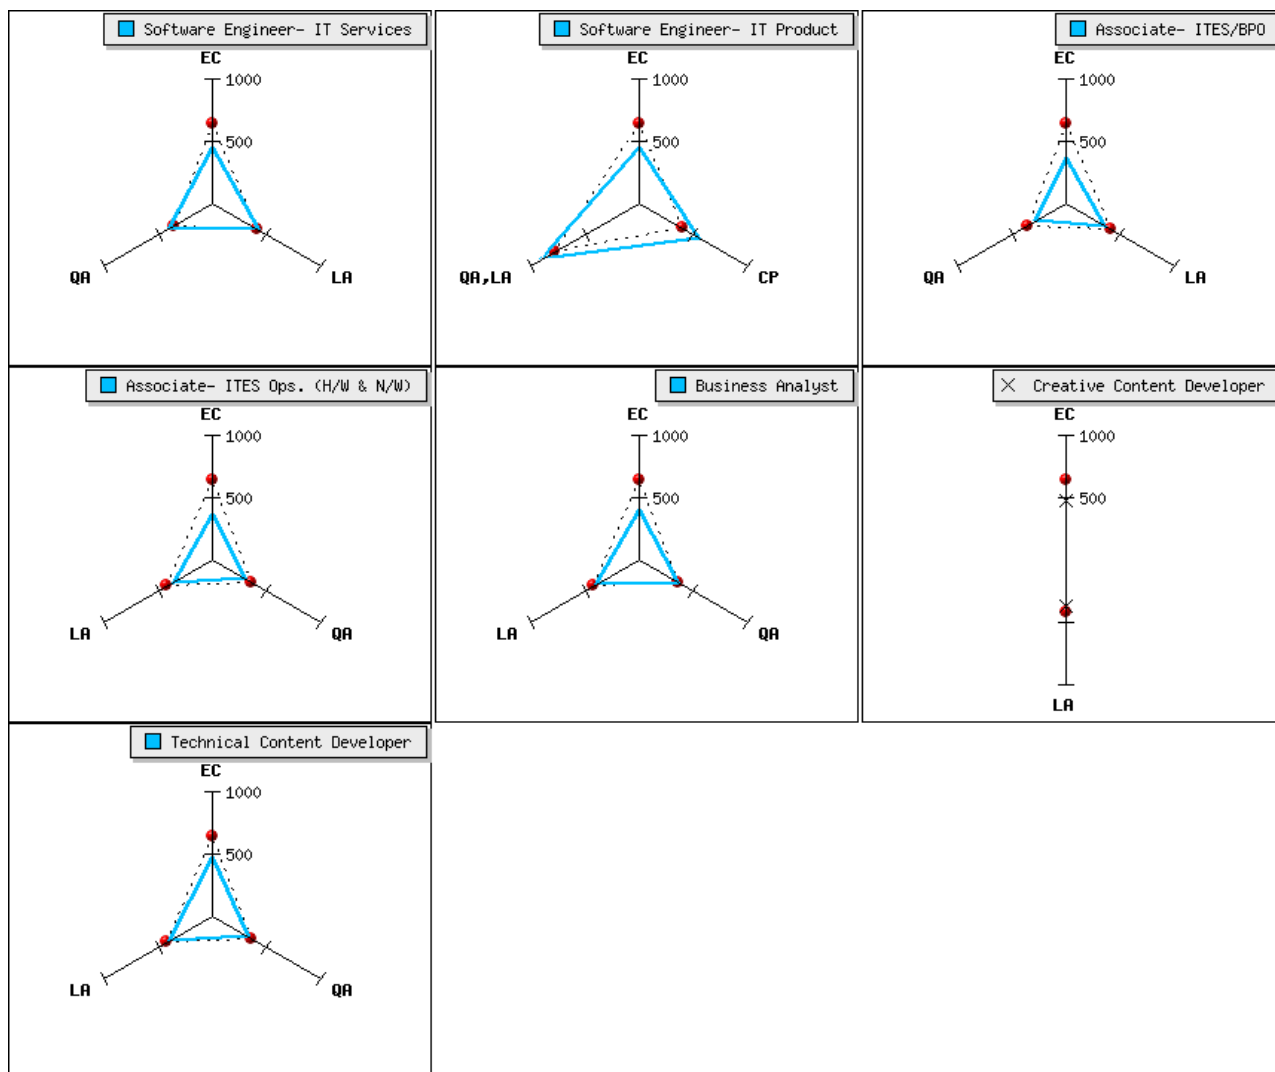 Software Engineer- IT Services
EC
1000
500
QA
LA
Software Engineer- IT Product
EC
1000
500
QA,LA
CP
Associate- ITES/BPO
EC
1000
500
QA
LA
Associate- ITES Ops. (H/W & N/W)
EC
1000
500
LA
QA
Business Analyst
EC
1000
500
LA
QA
Creative Content Developer
EC
1000
500
LA
Technical Content Developer
EC
1000
500
LA
QA